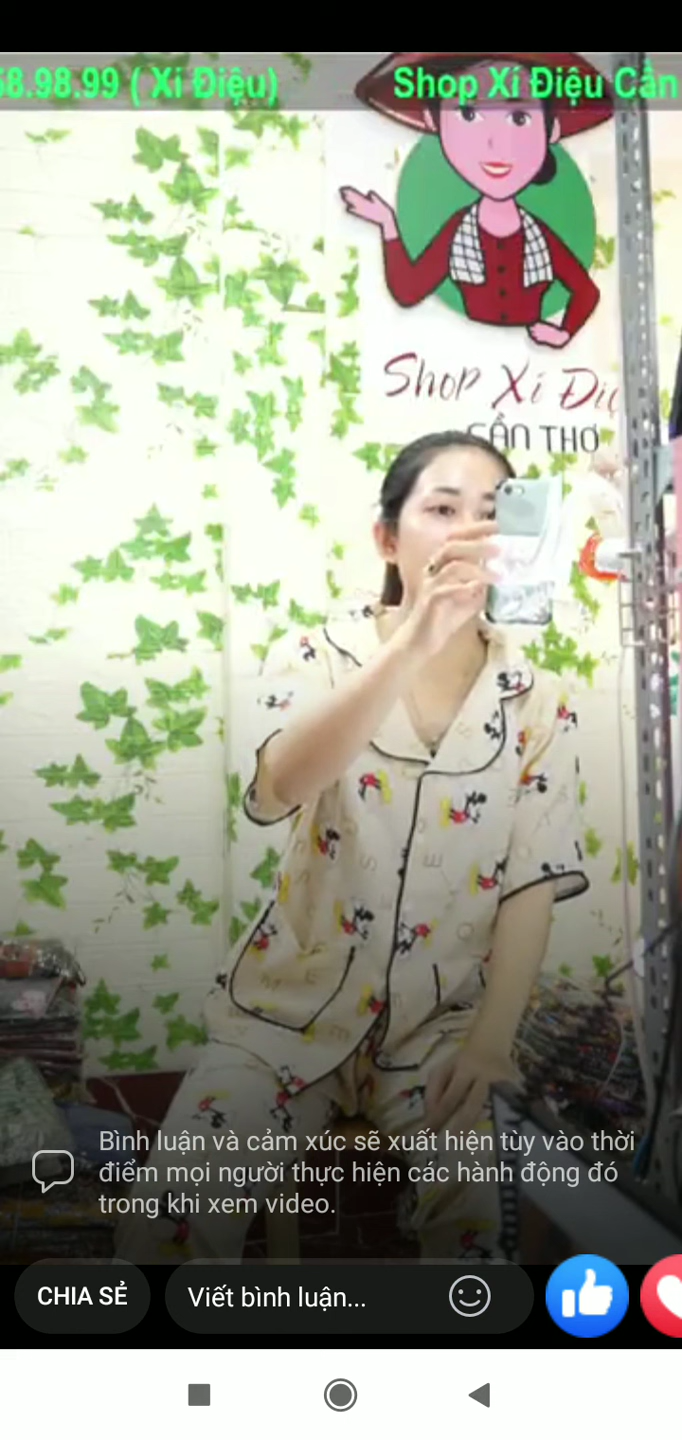 8.98.99 ( Xí Điệu)
Shop Xí Điệu Cần
Shop Xí Điệ
CẦN THƠ
Bình luận và cảm xúc sẽ xuất hiện tùy vào thời
điểm mọi người thực hiện các hành động đó
trong khi xem video.
CHIA SẺ
Viết bình luận...